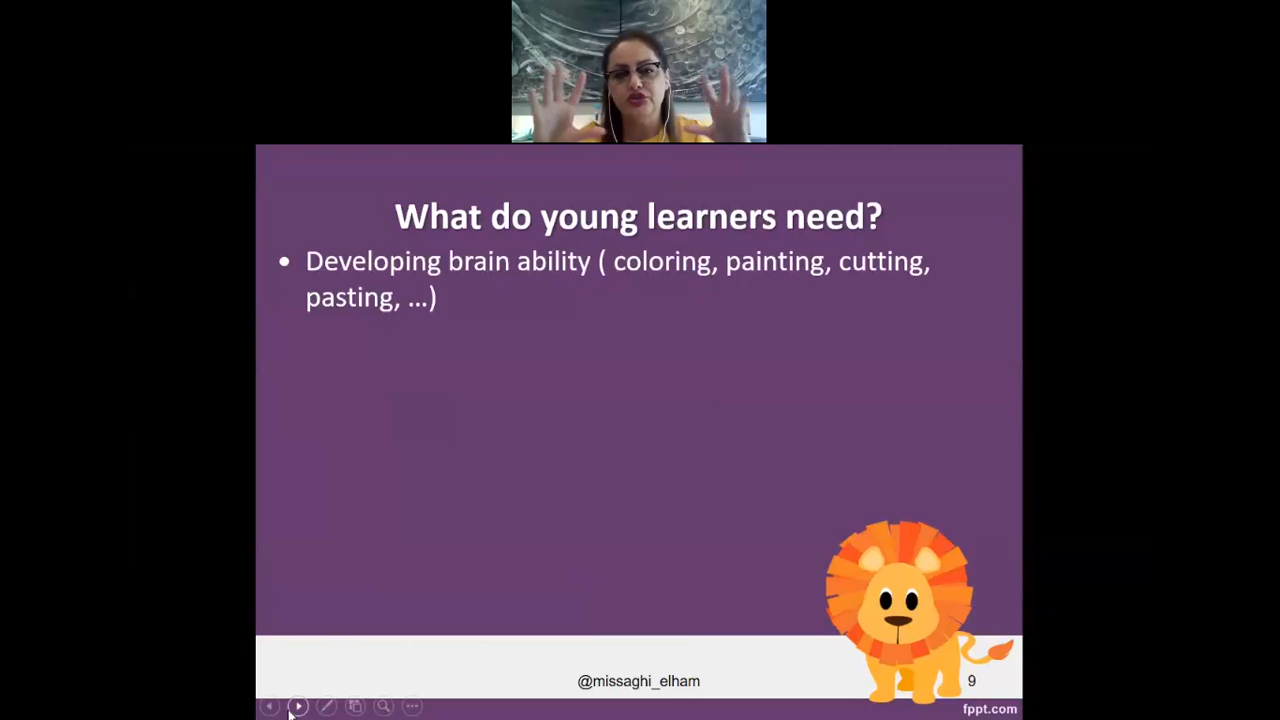 What do young learners need?
• Developing brain ability ( coloring, painting, cutting,
pasting, ...)
@missaghi_elham
9
fppt.com